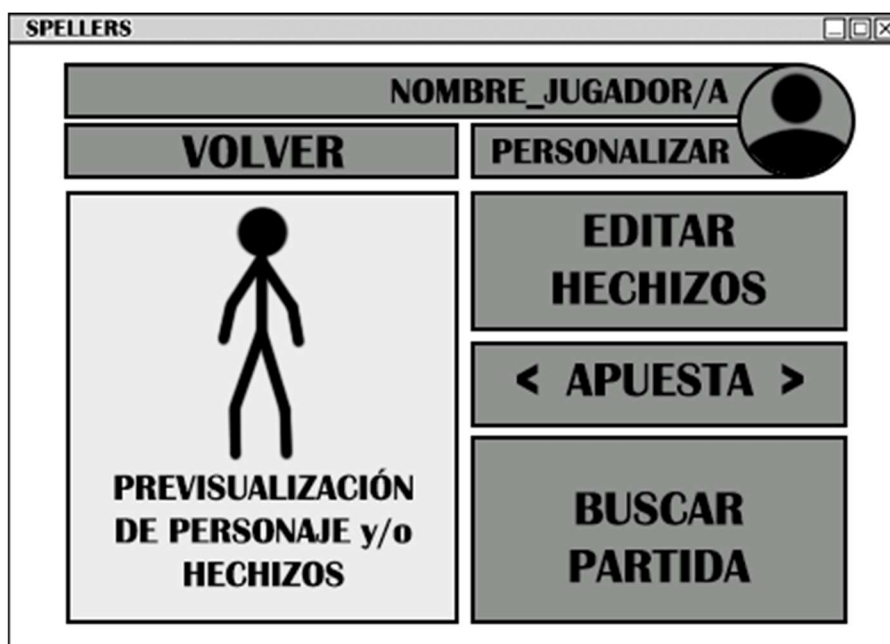 SPELLERS
NOMBRE_JUGADOR/A
VOLVER
PERSONALIZAR
EDITAR
HECHIZOS
< APUESTA >
BUSCAR
PARTIDA
PREVISUALIZACIÓN
DE PERSONAJE y/o
HECHIZOS